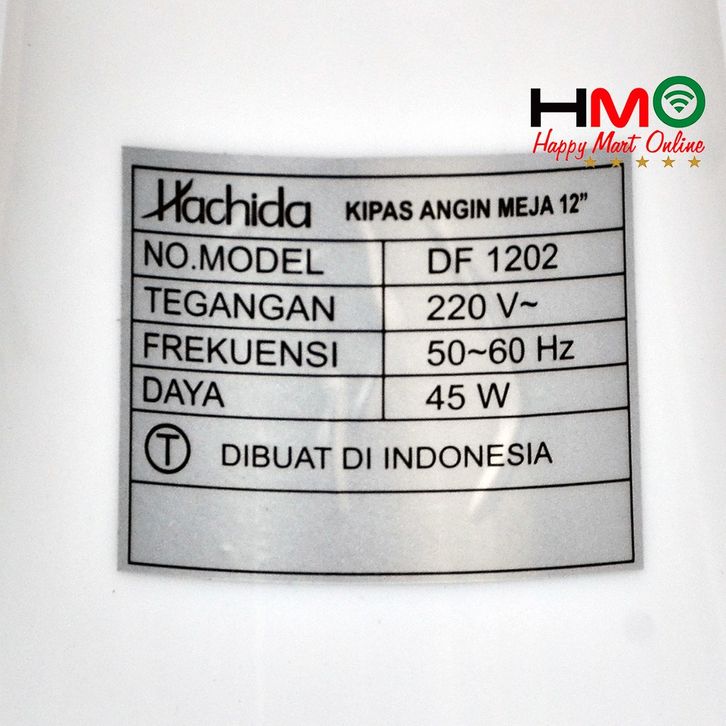 HMO
Happy Mart Online
Hachida KIPAS ANGIN MEJA 12”
NO.MODEL DF 1202
TEGANGAN 220 V~
FREKUENSI 50~60 Hz
DAYA 45 W
T DIBUAT DI INDONESIA